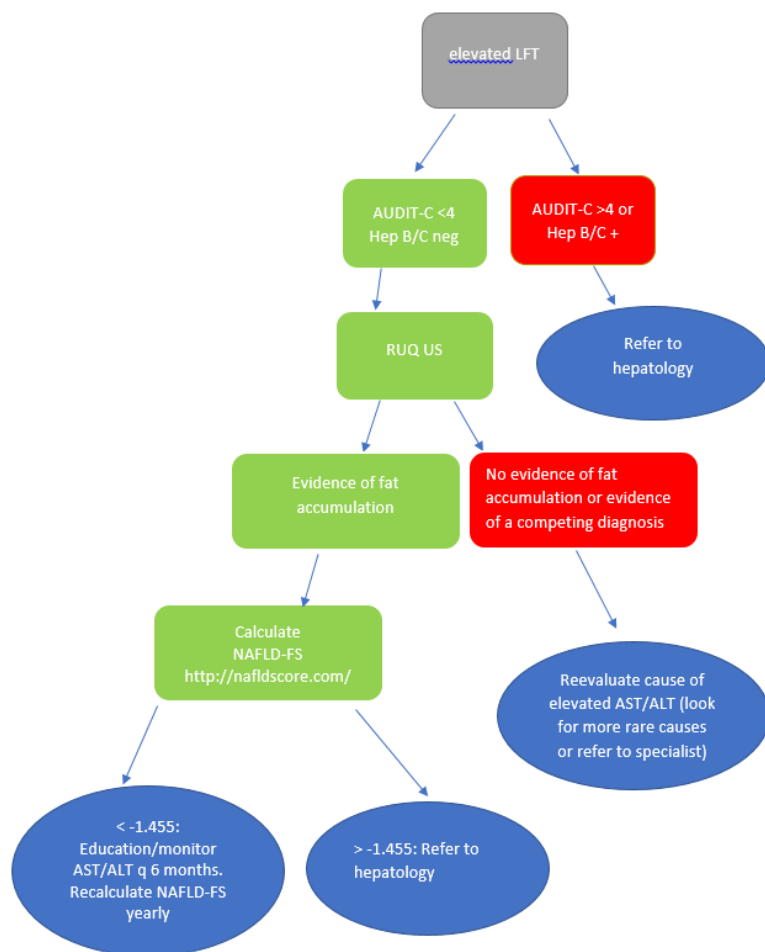 elevated LFT
AUDIT-C <4
Hep B/C neg
AUDIT-C >4 or
Hep B/C +
RUQ US
Refer to
hepatology
Evidence of fat
accumulation
No evidence of fat
accumulation or evidence
of a competing diagnosis
Calculate
NAFLD-FS
http://nafldscore.com/
Reevaluate cause of
elevated AST/ALT (look
for more rare causes
or refer to specialist)
< -1.455:
Education/monitor
AST/ALT q 6 months.
Recalculate NAFLD-FS
yearly
> -1.455: Refer to
hepatology